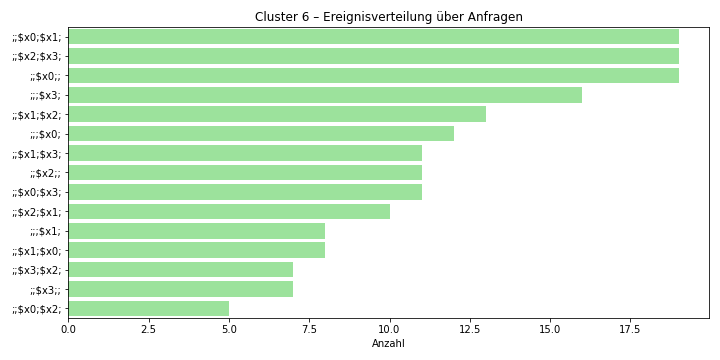 Cluster 6 – Ereignisverteilung über Anfragen
;;$x0;$x1;
;;$x2;$x3;
;;$x0;;
;;;$x3;
;;$x1;$x2;
;;;$x0;
;;$x1;$x3;
;;$x2;;
;;$x0;$x3;
;;$x2;$x1;
;;;$x1;
;;$x1;$x0;
;;$x3;$x2;
;;$x3;;
;;$x0;$x2;
0.0 2.5 5.0 7.5 10.0 12.5 15.0 17.5
Anzahl